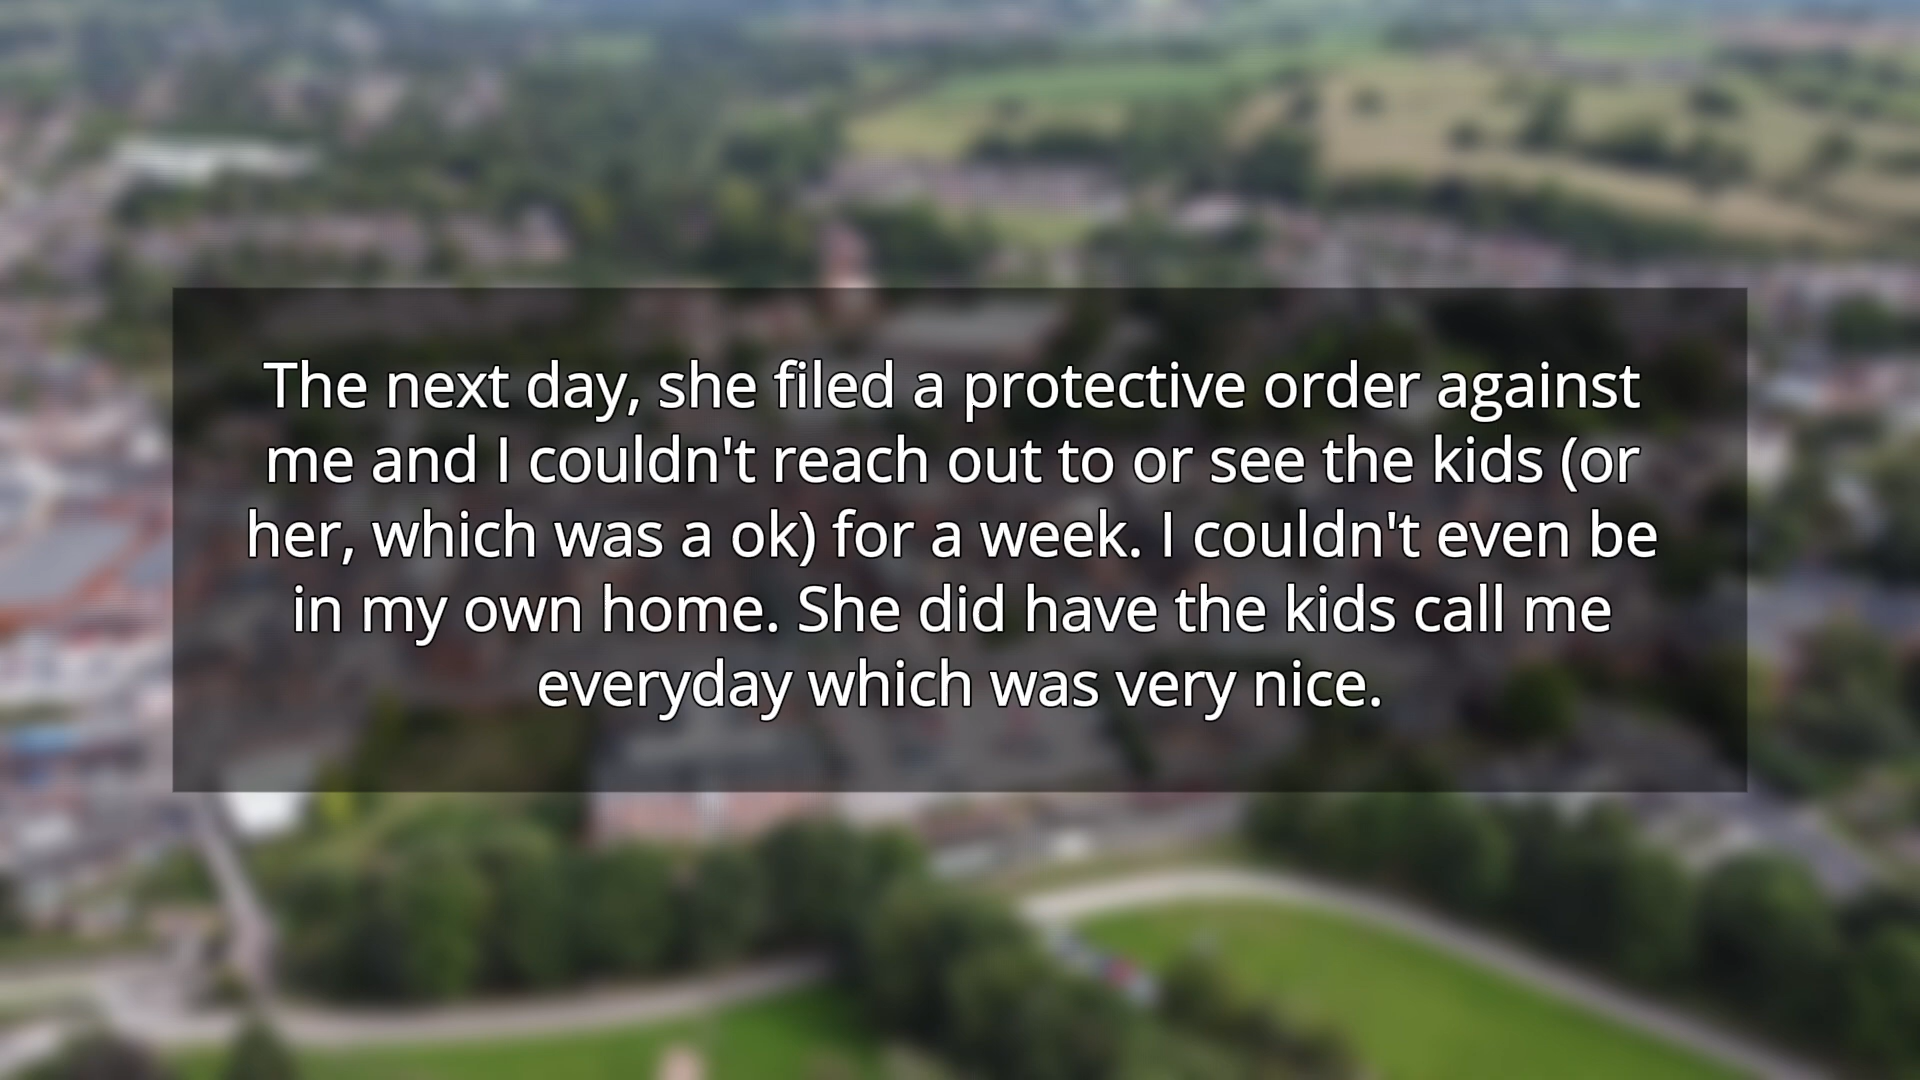 The next day, she filed a protective order against
me and I couldn't reach out to or see the kids (or
her, which was a ok) for a week. I couldn't even be
in my own home. She did have the kids call me
everyday which was very nice.